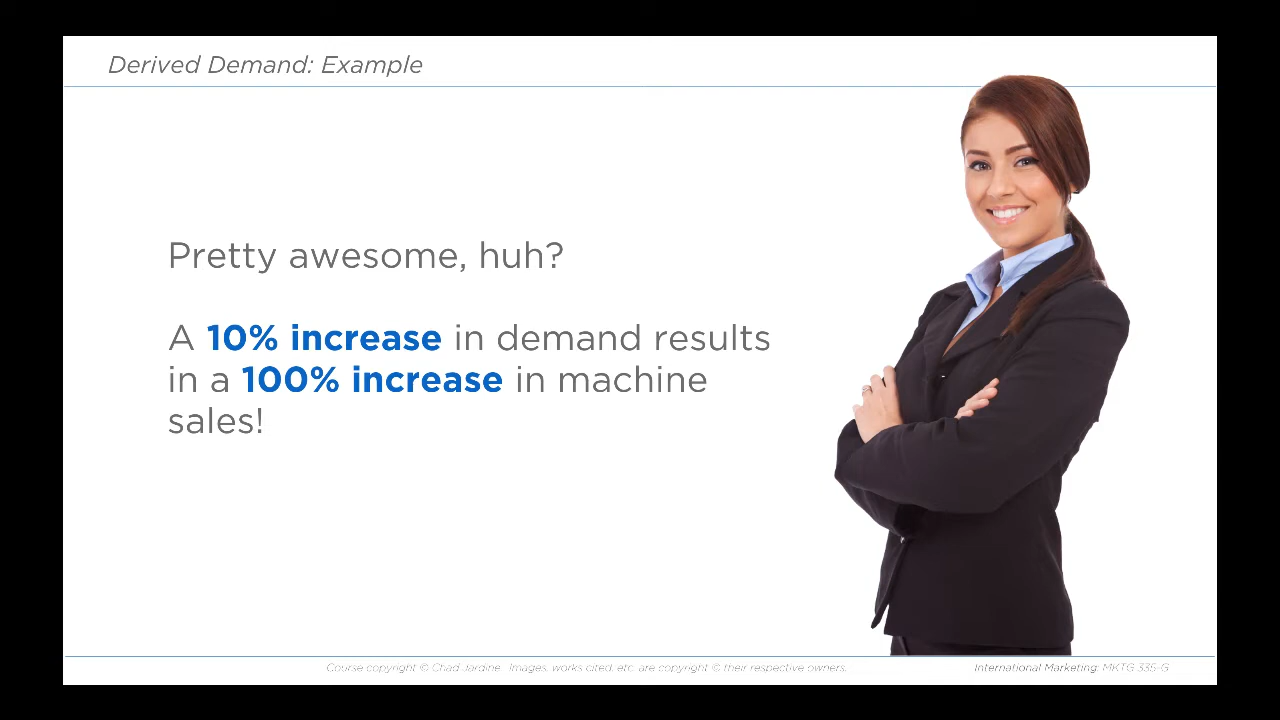 Derived Demand: Example
Pretty awesome, huh?
A 10% increase in demand results
in a 100% increase in machine
sales!
Course copyright © Chad Jardine. Images, works cited, etc. are copyright © their respective owners.
International Marketing: MKTG 335-G